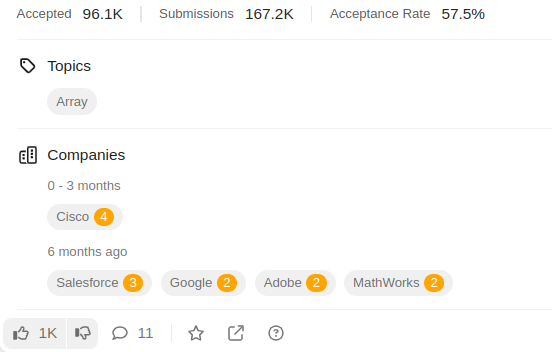 Accepted 96.1K Submissions 167.2K Acceptance Rate 57.5%
Topics
Array
Companies
0 - 3 months
Cisco 4
6 months ago
Salesforce 3 Google 2 Adobe 2 MathWorks 2
1K 11